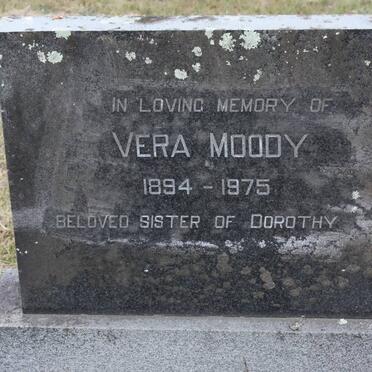 IN LOVING MEMORY OF
VERA MOODY
1894 - 1975
BELOVED SISTER OF DOROTHY